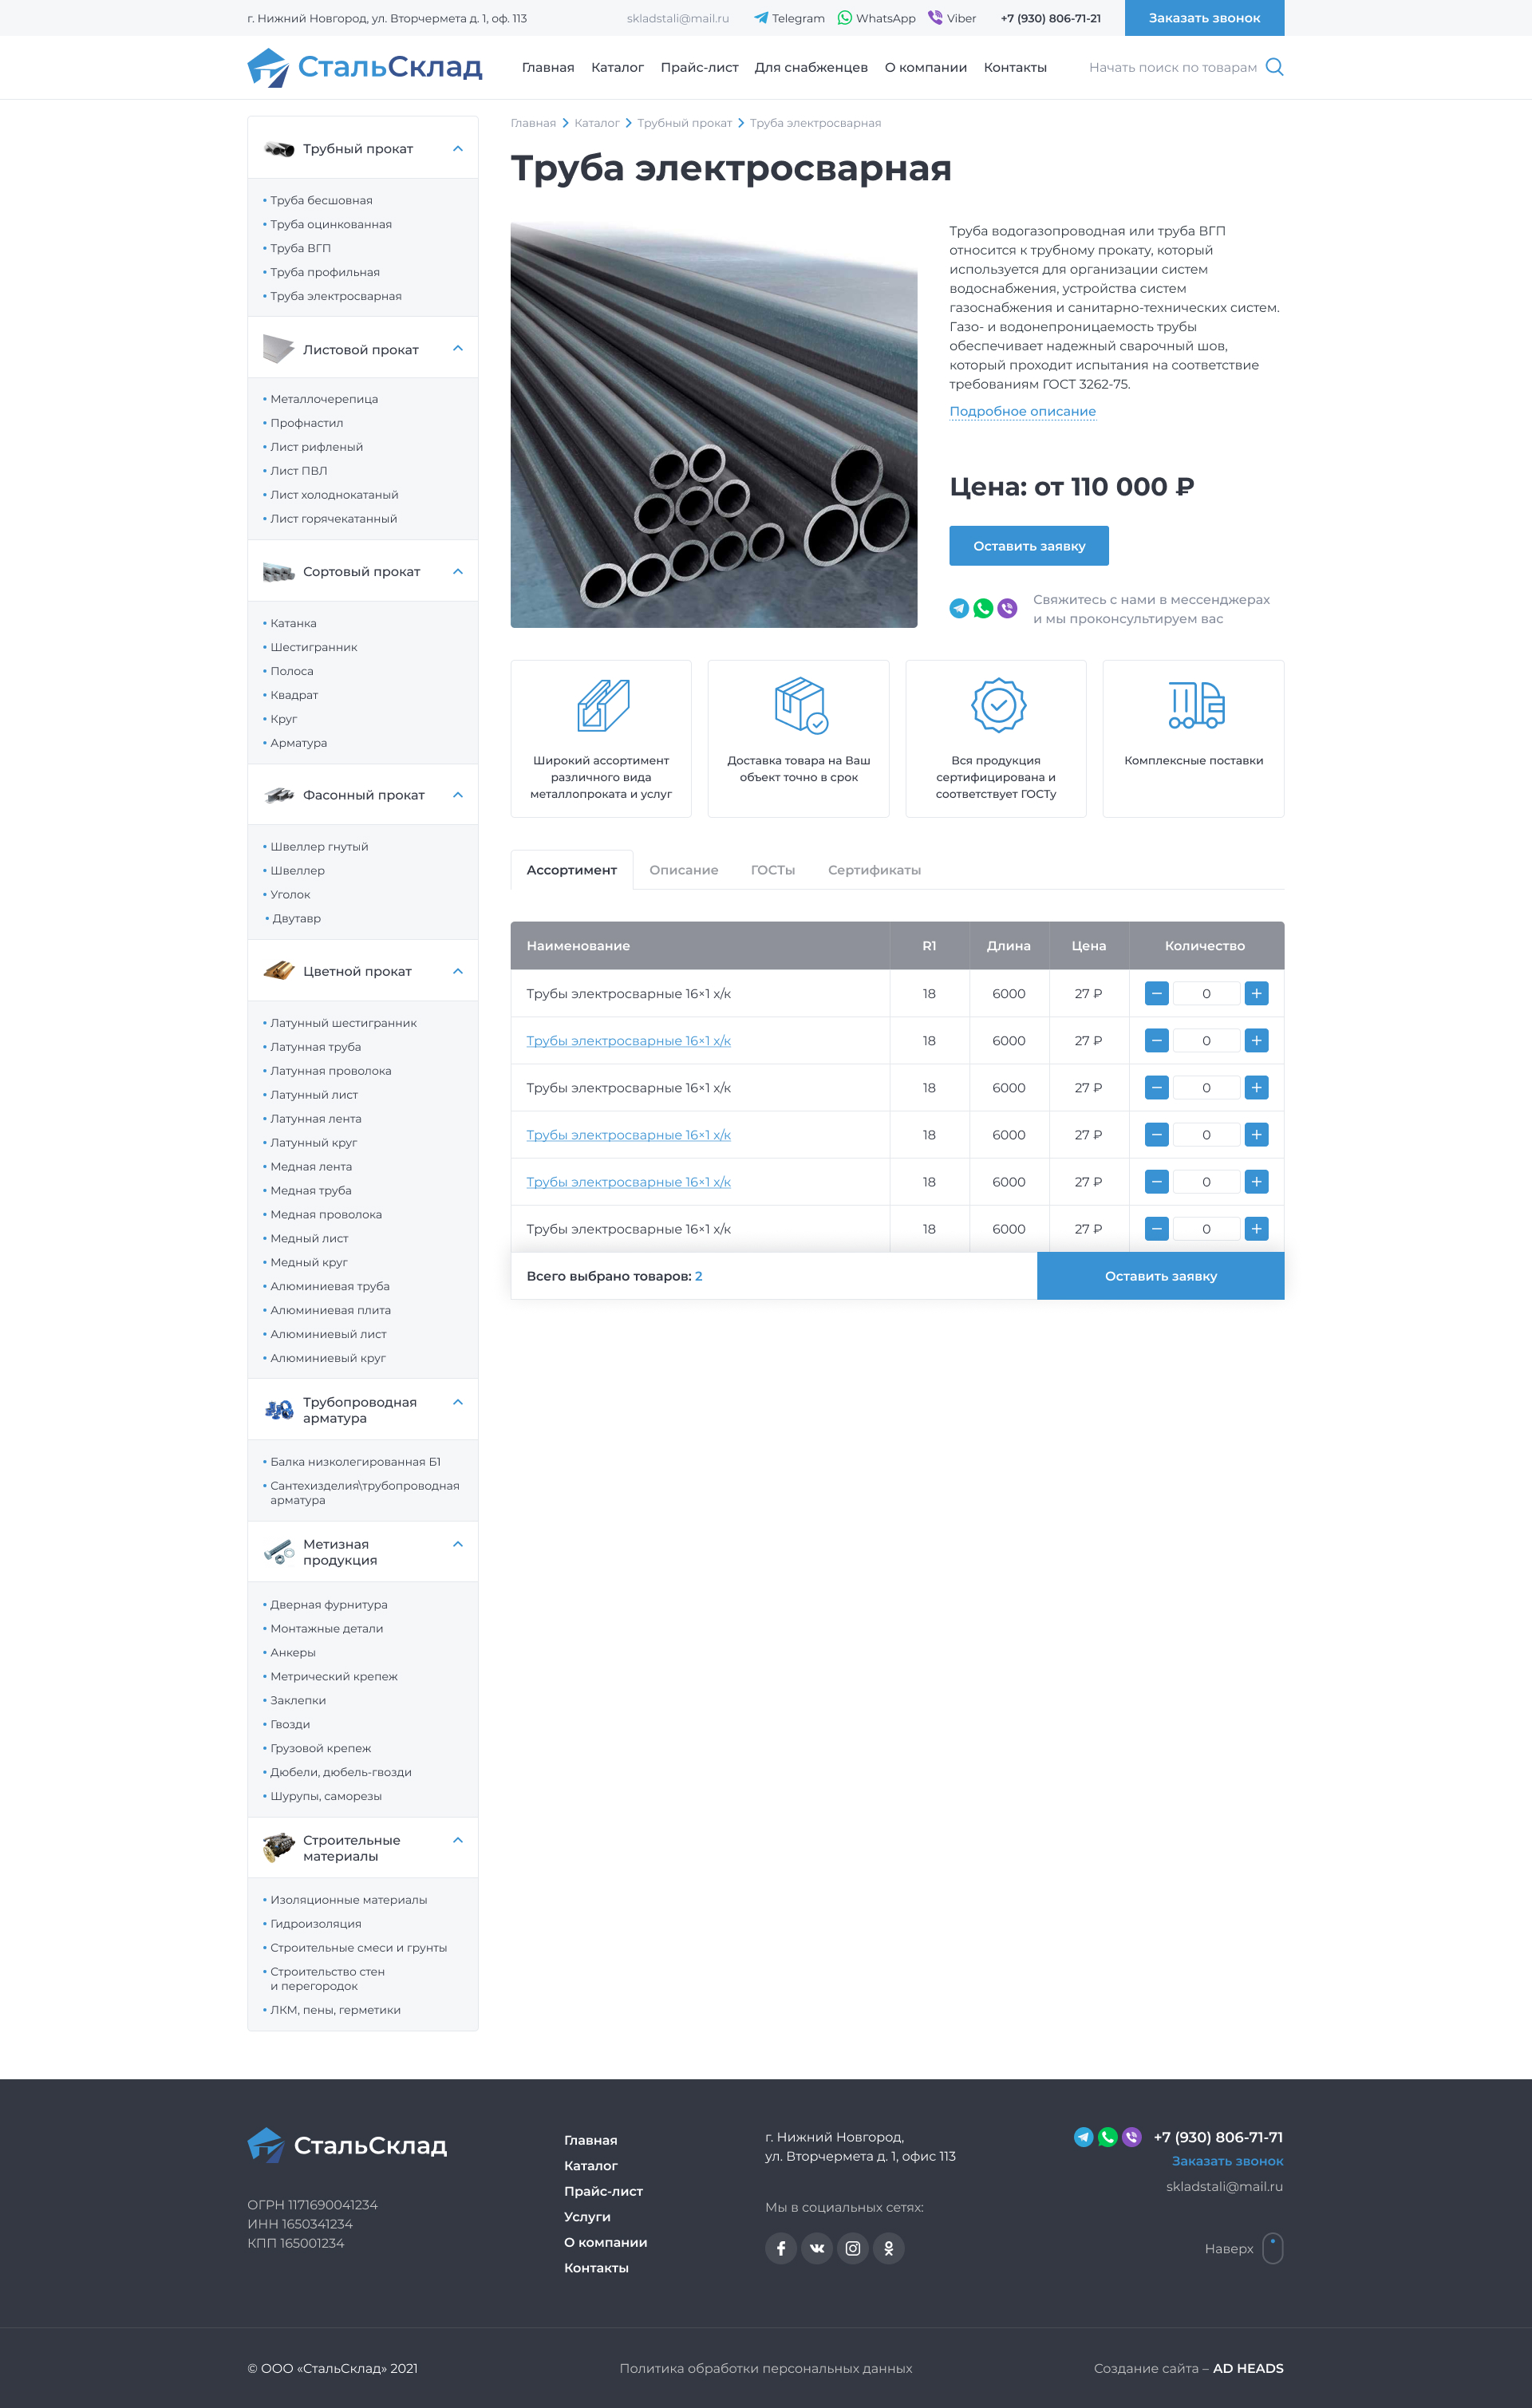 г. Нижний Новгород, ул. Вторчермета д. 1, оф. 113
skladstali@mail.ru
Telegram
WhatsApp
Viber
+7 (930) 806-71-21
Заказать звонок
СтальСклад
Главная
Каталог
Прайс-лист
Для снабженцев
О компании
Контакты
Начать поиск по товарам
Трубный прокат
Труба бесшовная
Труба оцинкованная
Труба ВГП
Труба профильная
Труба электросварная
Листовой прокат
Металлочерепица
Профнастил
Лист рифленый
Лист ПВЛ
Лист холоднокатаный
Лист горячекатанный
Сортовый прокат
Катанка
Шестигранник
Полоса
Квадрат
Круг
Арматура
Фасонный прокат
Швеллер гнутый
Швеллер
Уголок
Двутавр
Цветной прокат
Латунный шестигранник
Латунная труба
Латунная проволока
Латунный лист
Латунная лента
Латунный круг
Медная лента
Медная труба
Медная проволока
Медный лист
Медный круг
Алюминиевая труба
Алюминиевая плита
Алюминиевый лист
Алюминиевый круг
Трубопроводная
арматура
Балка низколегированная Б1
Сантехизделия\трубопроводная
арматура
Метизная
продукция
Дверная фурнитура
Монтажные детали
Анкеры
Метрический крепеж
Заклепки
Гвозди
Грузовой крепеж
Дюбели, дюбель-гвозди
Шурупы, саморезы
Строительные
материалы
Изоляционные материалы
Гидроизоляция
Строительные смеси и грунты
Строительство стен
и перегородок
ЛКМ, пены, герметики
Главная
Каталог
Трубный прокат
Труба электросварная
Труба электросварная
Труба водогазопроводная или труба ВГП
относится к трубному прокату, который
используется для организации систем
водоснабжения, устройства систем
газоснабжения и санитарно-технических систем.
Газо- и водонепроницаемость трубы
обеспечивает надежный сварочный шов,
который проходит испытания на соответствие
требованиям ГОСТ 3262-75.
Подробное описание
Цена: от 110 000 ₽
Оставить заявку
Свяжитесь с нами в мессенджерах
и мы проконсультируем вас
Широкий ассортимент
различного вида
металлопроката и услуг
Доставка товара на Ваш
объект точно в срок
Вся продукция
сертифицирована и
соответствует ГОСТу
Комплексные поставки
Ассортимент
Описание
ГОСТы
Сертификаты
Наименование R1 Длина Цена Количество
Трубы электросварные 16×1 х/к 18 6000 27 ₽ − 0 +
Трубы электросварные 16×1 х/к 18 6000 27 ₽ − 0 +
Трубы электросварные 16×1 х/к 18 6000 27 ₽ − 0 +
Трубы электросварные 16×1 х/к 18 6000 27 ₽ − 0 +
Трубы электросварные 16×1 х/к 18 6000 27 ₽ − 0 +
Трубы электросварные 16×1 х/к 18 6000 27 ₽ − 0 +
Всего выбрано товаров: 2
Оставить заявку
СтальСклад
ОГРН 1171690041234
ИНН 1650341234
КПП 165001234
Главная
Каталог
Прайс-лист
Услуги
О компании
Контакты
г. Нижний Новгород,
ул. Вторчермета д. 1, офис 113
Мы в социальных сетях:
+7 (930) 806-71-71
Заказать звонок
skladstali@mail.ru
Наверх
© ООО «СтальСклад» 2021
Политика обработки персональных данных
Создание сайта – AD HEADS